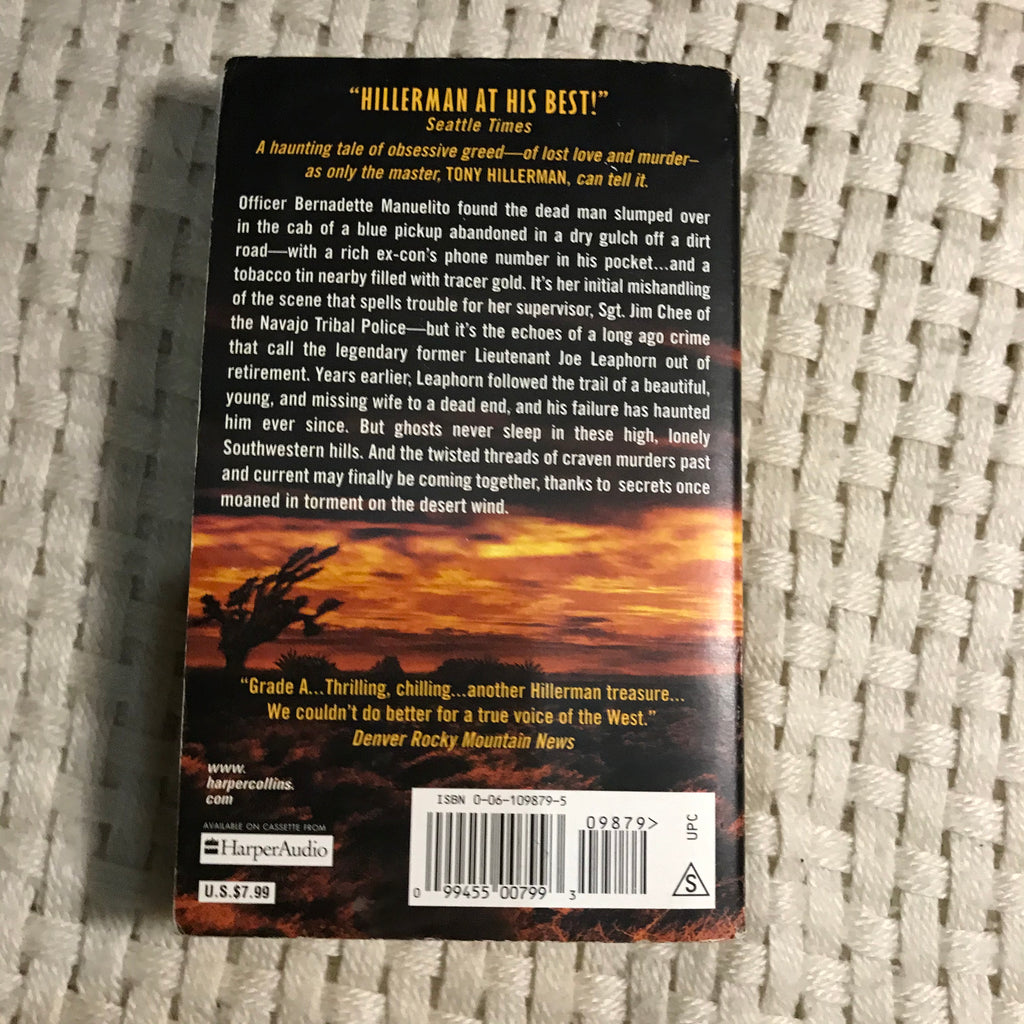 “HILLERMAN AT HIS BEST!”
Seattle Times
A haunting tale of obsessive greed—of lost love and murder–
as only the master, TONY HILLERMAN, can tell it.
Officer Bernadette Manuelito found the dead man slumped over
in the cab of a blue pickup abandoned in a dry gulch off a dirt
road—with a rich ex-con’s phone number in his pocket...and a
tobacco tin nearby filled with tracer gold. It’s her initial mishandling
of the scene that spells trouble for her supervisor, Sgt. Jim Chee of
the Navajo Tribal Police—but it’s the echoes of a long ago crime
that call the legendary former Lieutenant Joe Leaphorn out of
retirement. Years earlier, Leaphorn followed the trail of a beautiful,
young, and missing wife to a dead end, and his failure has haunted
him ever since. But ghosts never sleep in these high, lonely
Southwestern hills. And the twisted threads of craven murders past
and current may finally be coming together, thanks to secrets once
moaned in torment on the desert wind.
“Grade A...Thrilling, chilling...another Hillerman treasure...
We couldn’t do better for a true voice of the West.”
Denver Rocky Mountain News
www.
harpercollins.
com
AVAILABLE ON CASSETTE FROM
HarperAudio
U.S.$7.99
ISBN 0-06-109879-5
09879>
UPC
0 99455 00799 3
S